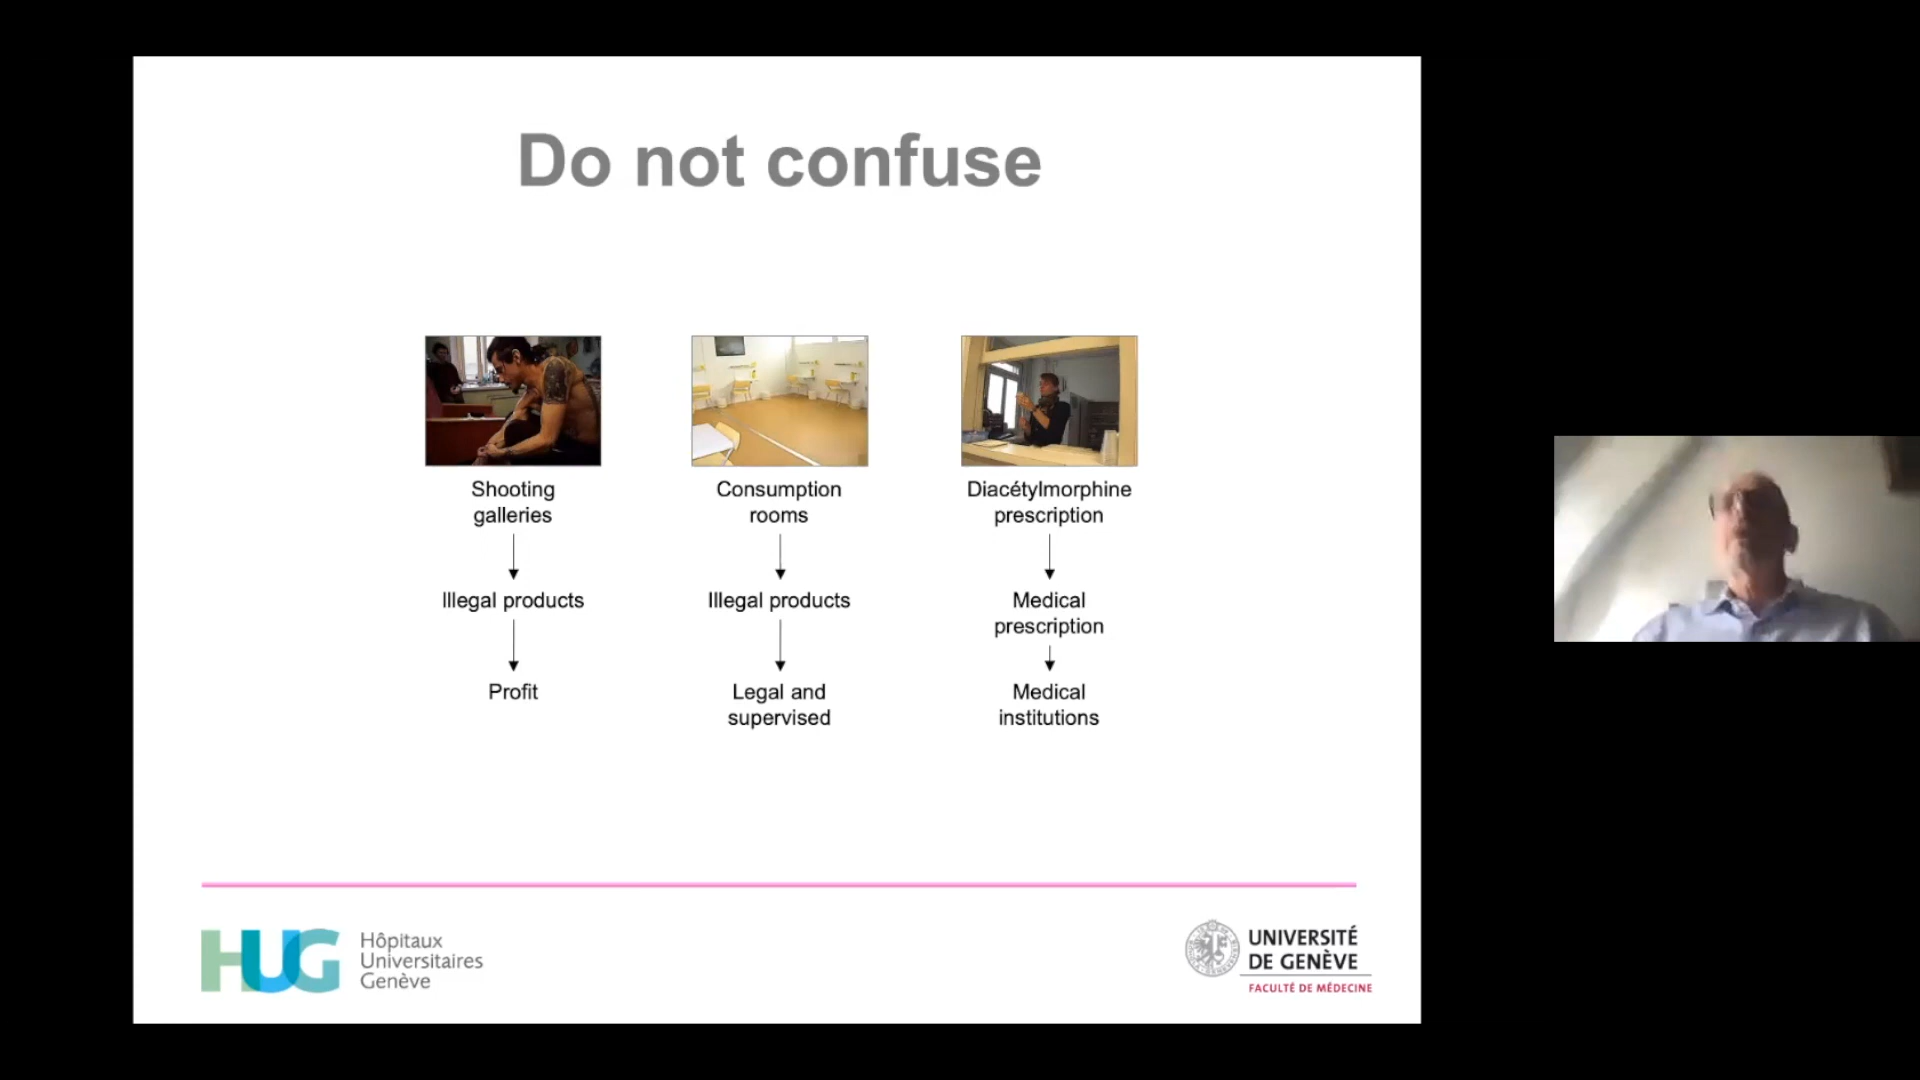 Do not confuse
Shooting
galleries
Illegal products
Profit
Consumption
rooms
Illegal products
Legal and
supervised
Diacétylmorphine
prescription
Medical
prescription
Medical
institutions
HUG
Hôpitaux
Universitaires
Genève
UNIVERSITÉ
DE GENÈVE
FACULTÉ DE MÉDECINE